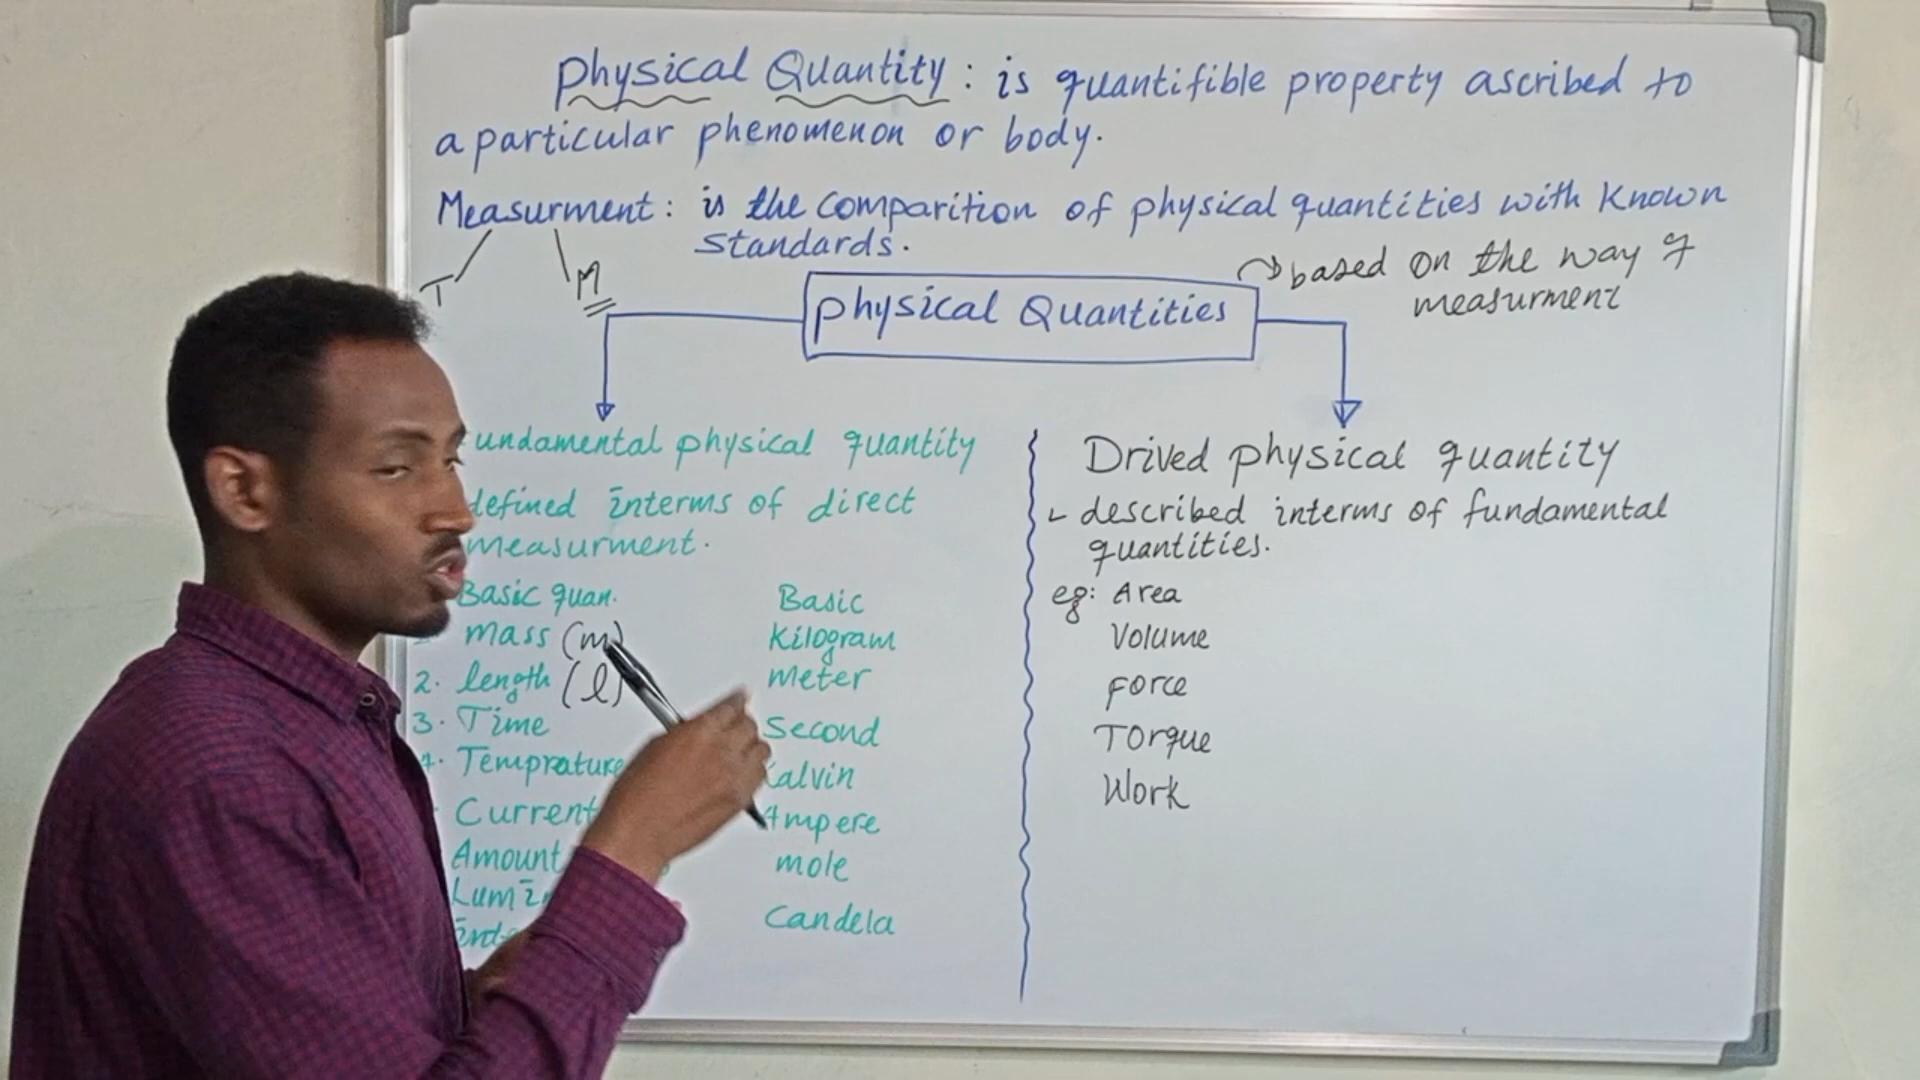 Physical Quantity: is quantifible property ascribed to
a particular phenomenon or body.
Measurment: is the comparition of physical quantities with known
standards.
T M
based on the way of
measurment
physical Quantities
undamental physical quantity
defined interms of direct
measurment.
Basic quan. Basic
mass (m) Kilogram
2. length (l) meter
3. Time Second
4. Temprature alvin
Current Ampere
Amount mole
Lumin
Candela
Drived physical quantity
- described interms of fundamental
quantities.
eg: Area
Volume
Force
Torque
Work